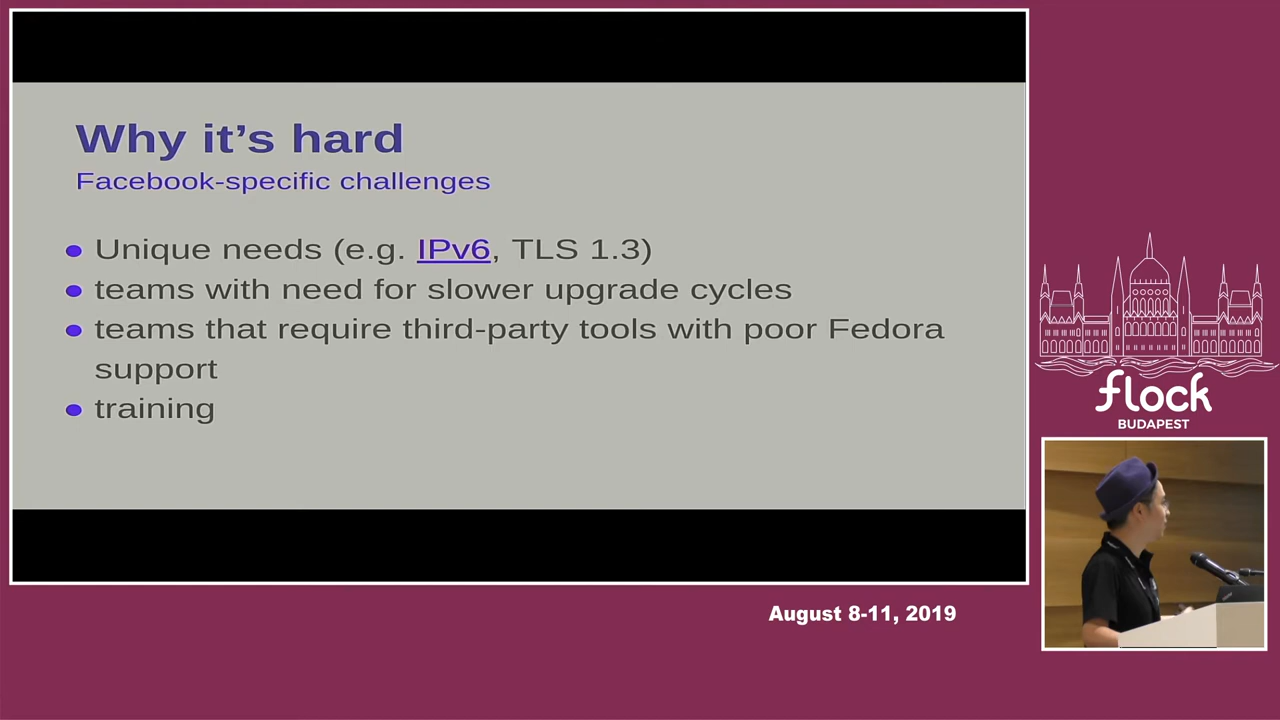 Why it’s hard
Facebook-specific challenges
Unique needs (e.g. IPv6, TLS 1.3)
teams with need for slower upgrade cycles
teams that require third-party tools with poor Fedora
support
training
flock
BUDAPEST
August 8-11, 2019